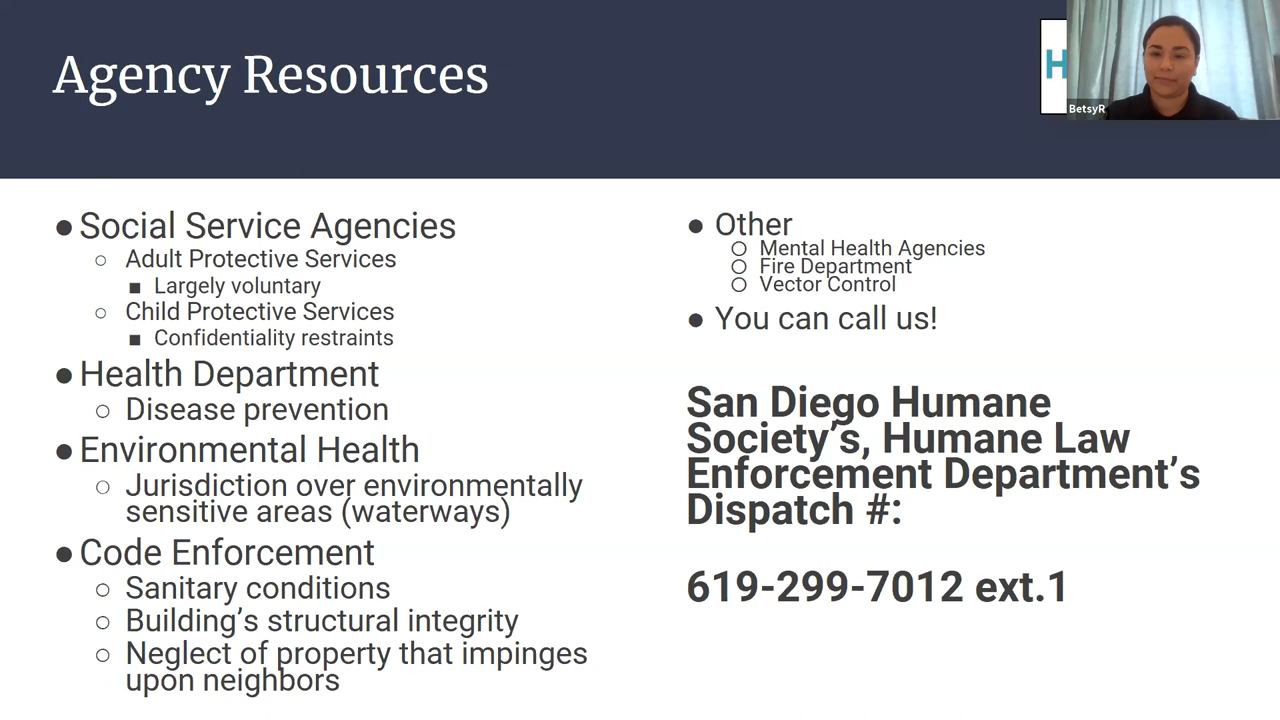 Agency Resources
H
BetsyR
● Social Service Agencies
○ Adult Protective Services
■ Largely voluntary
○ Child Protective Services
■ Confidentiality restraints
● Health Department
○ Disease prevention
● Environmental Health
○ Jurisdiction over environmentally
sensitive areas (waterways)
● Code Enforcement
○ Sanitary conditions
○ Building’s structural integrity
○ Neglect of property that impinges
upon neighbors
● Other
○ Mental Health Agencies
○ Fire Department
○ Vector Control
● You can call us!
San Diego Humane
Society’s, Humane Law
Enforcement Department’s
Dispatch #:
619-299-7012 ext.1